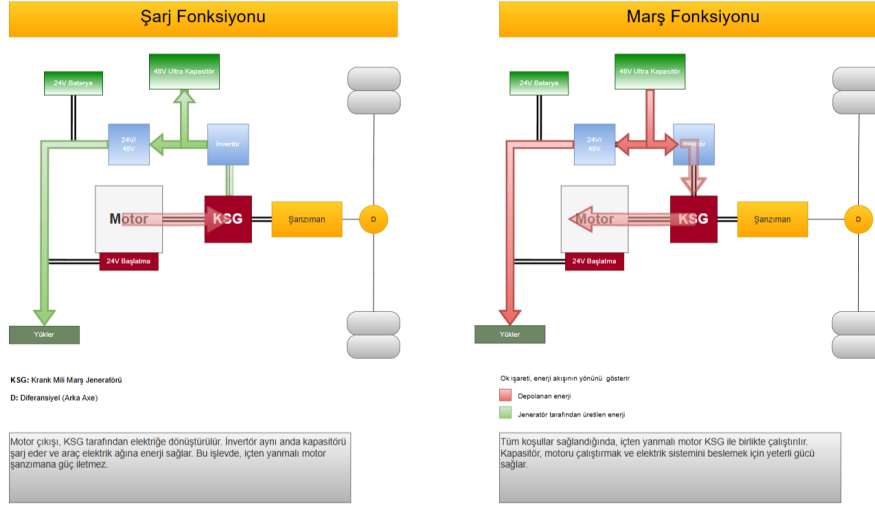 Şarj Fonksiyonu
24V Batarya
48V Ultra Kapasitör
24V/
48V
İnvertör
Motor
KSG
Şanzıman
D
24V Başlatma
Yükler
KSG: Krank Mili Marş Jeneratörü
D: Diferansiyel (Arka Axe)
Motor çıkışı, KSG tarafından elektriğe dönüştürülür. İnvertör aynı anda kapasitörü
şarj eder ve araç elektrik ağına enerji sağlar. Bu işlevde, içten yanmalı motor
şanzımana güç iletmez.
Marş Fonksiyonu
24V Batarya
48V Ultra Kapasitör
24V/
48V
İnvertör
Motor
KSG
Şanzıman
D
24V Başlatma
Yükler
Ok işareti, enerji akışının yönünü gösterir
Depolanan enerji
Jeneratör tarafından üretilen enerji
Tüm koşullar sağlandığında, içten yanmalı motor KSG ile birlikte çalıştırılır.
Kapasitör, motoru çalıştırmak ve elektrik sistemini beslemek için yeterli gücü
sağlar.